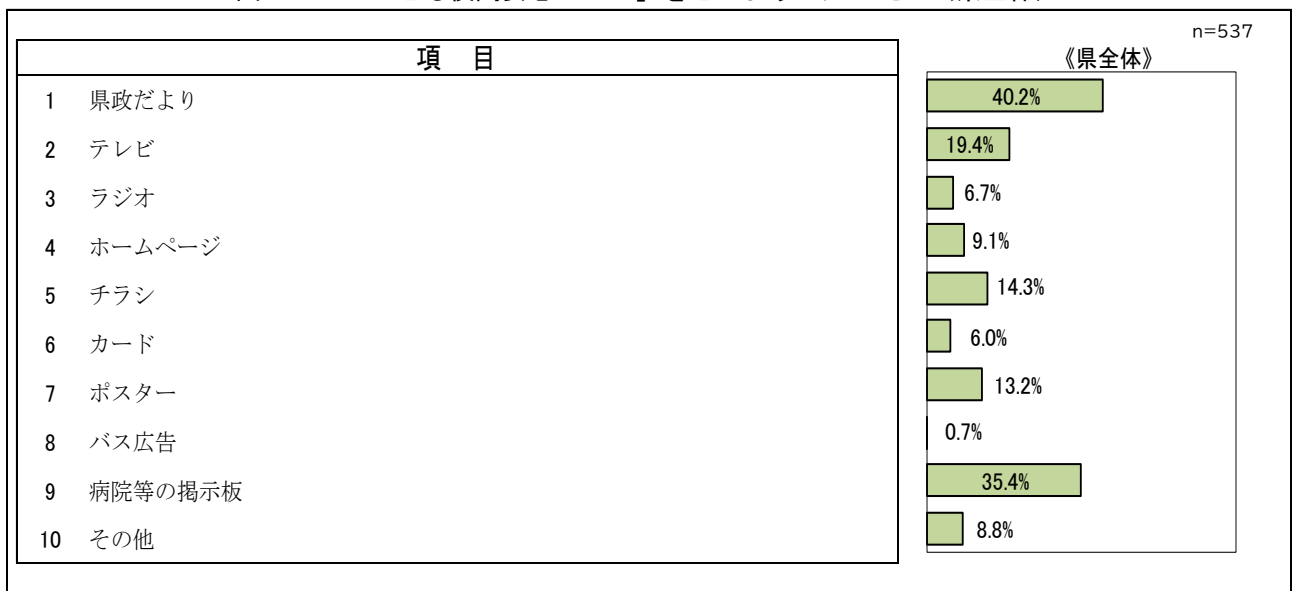 n=537
項　目
《県全体》
1 県政だより 40.2%
2 テレビ 19.4%
3 ラジオ 6.7%
4 ホームページ 9.1%
5 チラシ 14.3%
6 カード 6.0%
7 ポスター 13.2%
8 バス広告 0.7%
9 病院等の掲示板 35.4%
10 その他 8.8%